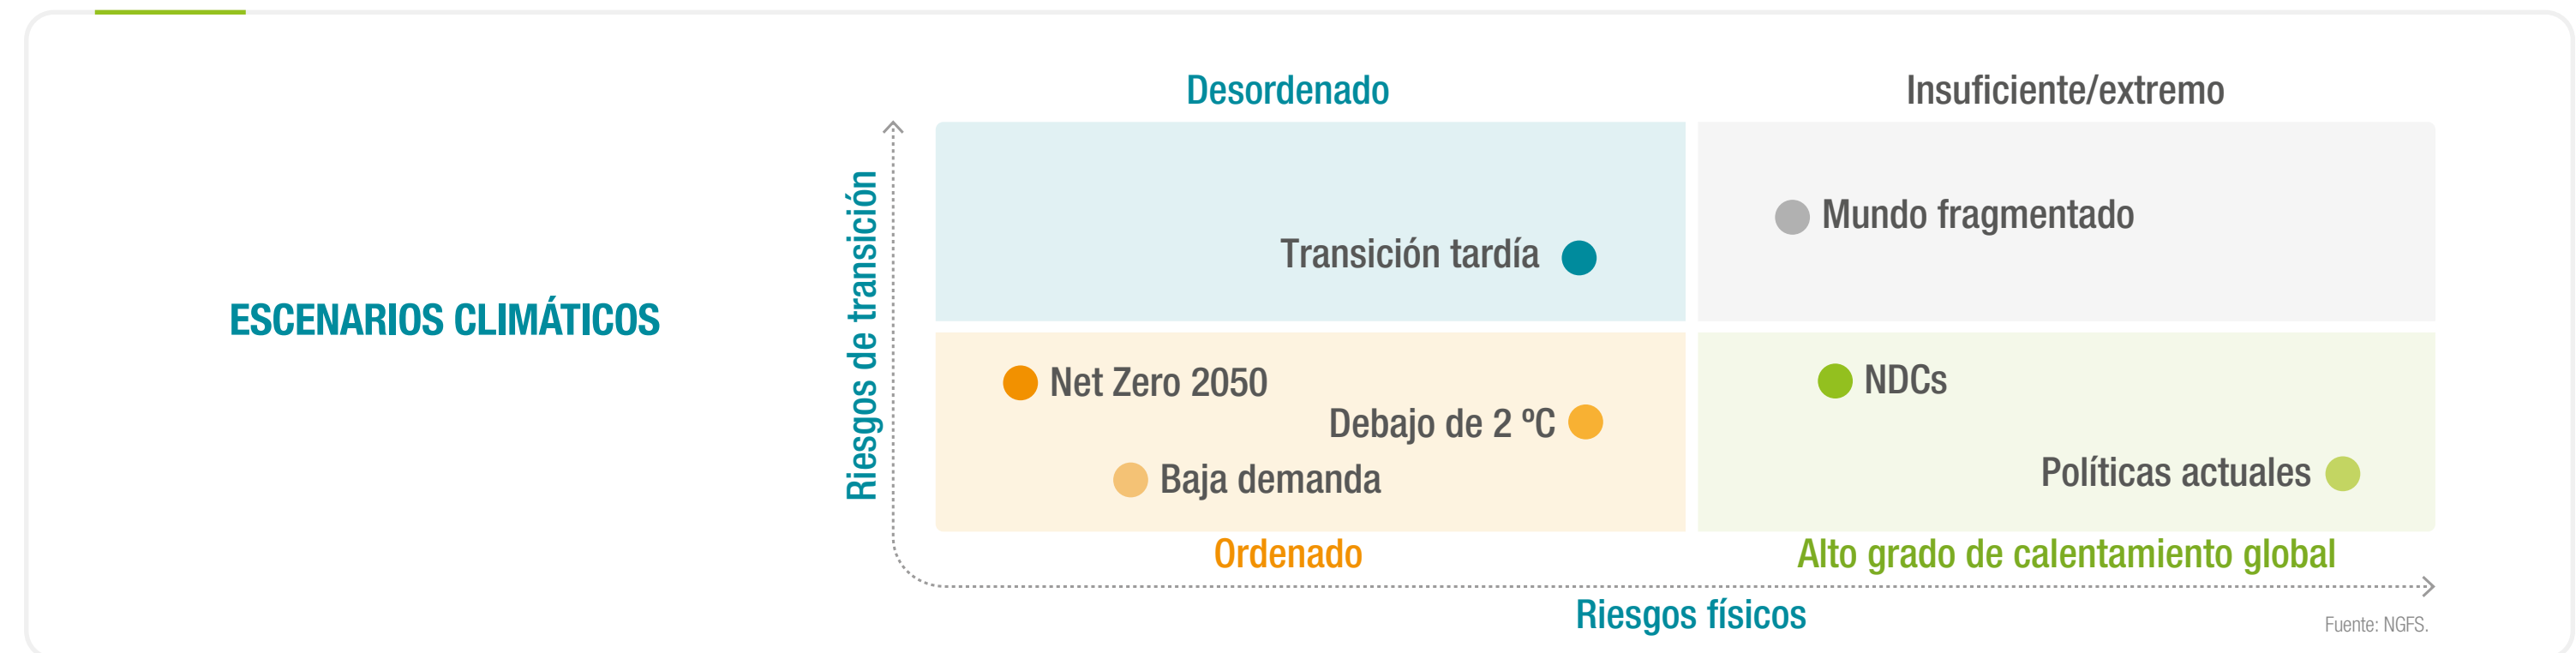 ESCENARIOS CLIMÁTICOS
Riesgos de transición
Desordenado
Insuficiente/extremo
Transición tardía
Mundo fragmentado
Net Zero 2050
Debajo de 2 ºC
Baja demanda
NDCs
Políticas actuales
Ordenado
Alto grado de calentamiento global
Riesgos físicos
Fuente: NGFS.